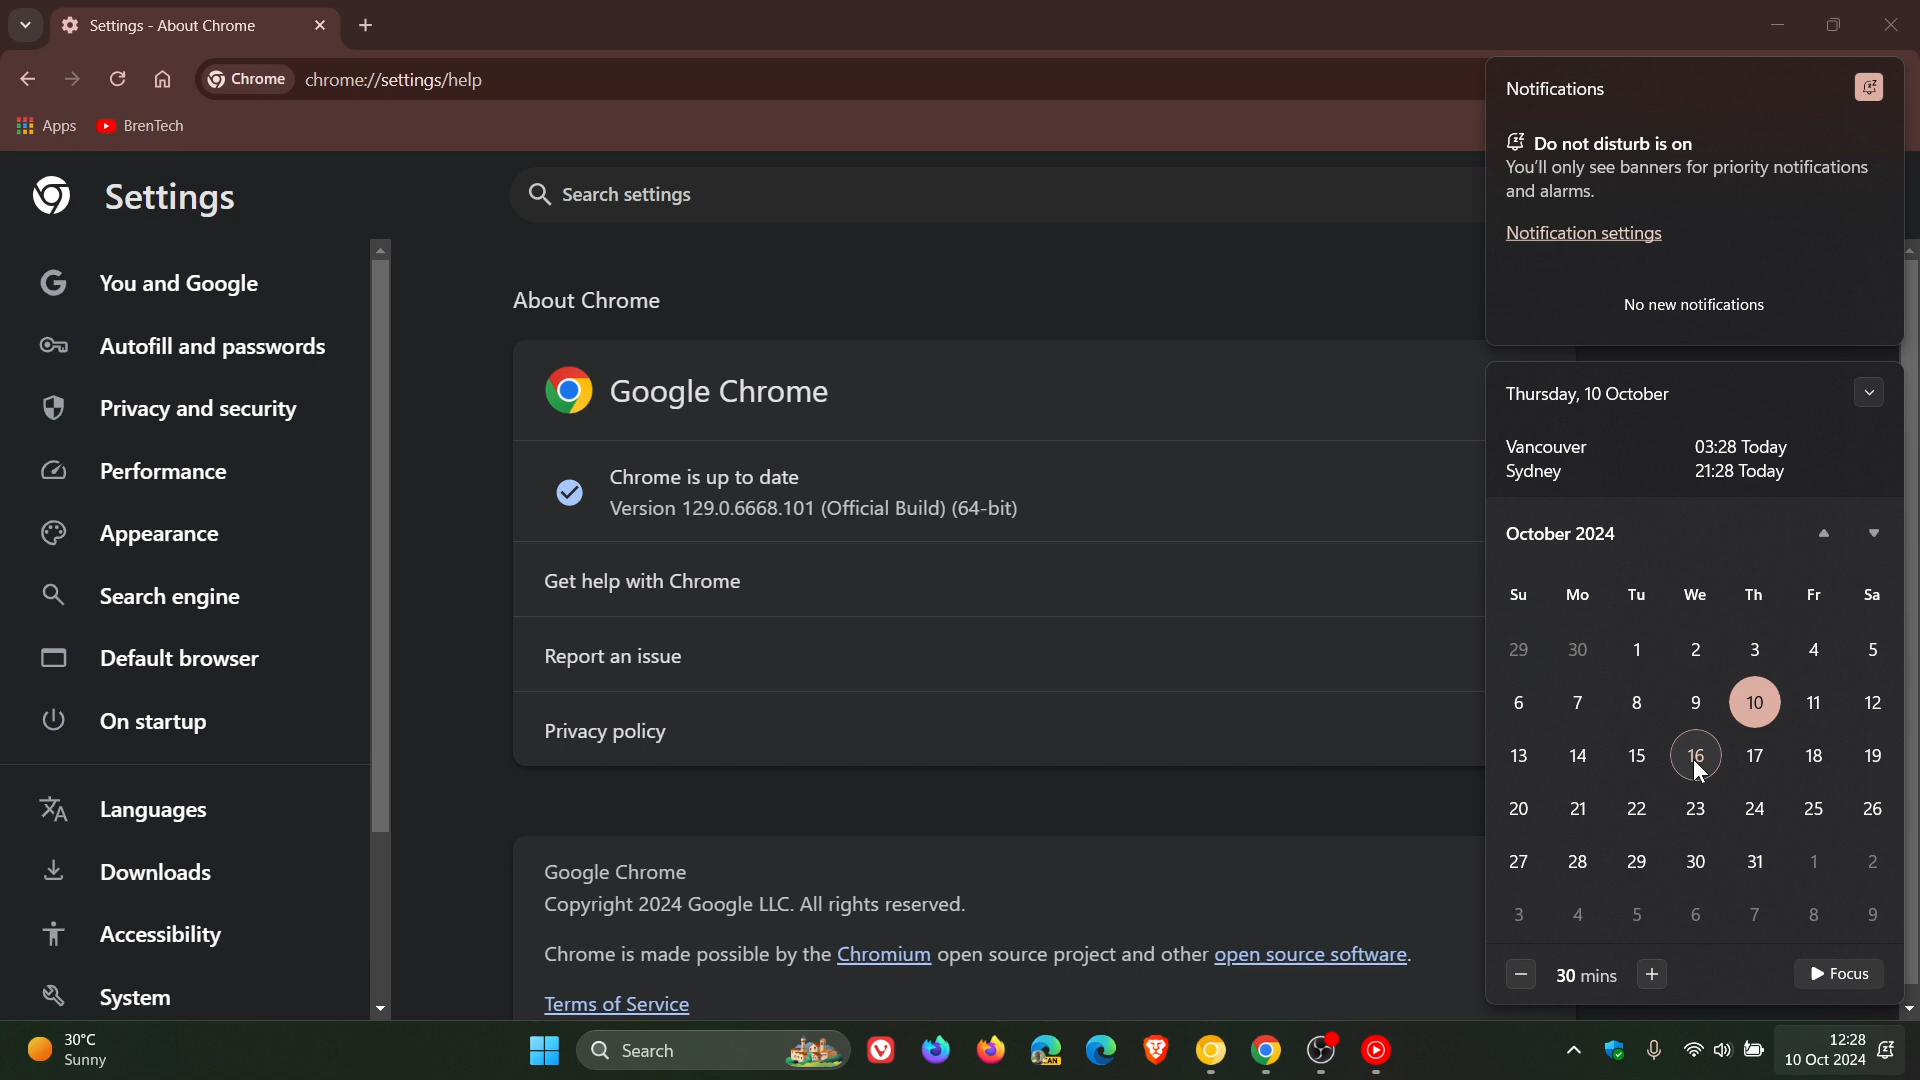 Settings - About Chrome
Chrome
chrome://settings/help
Apps
BrenTech
Settings
Search settings
You and Google
Autofill and passwords
Privacy and security
Performance
Appearance
Search engine
Default browser
On startup
Languages
Downloads
Accessibility
System
About Chrome
Google Chrome
Chrome is up to date
Version 129.0.6668.101 (Official Build) (64-bit)
Get help with Chrome
Report an issue
Privacy policy
Google Chrome
Copyright 2024 Google LLC. All rights reserved.
Chrome is made possible by the Chromium open source project and other open source software.
Terms of Service
Notifications
Do not disturb is on
You'll only see banners for priority notifications
and alarms.
Notification settings
No new notifications
Thursday, 10 October
Vancouver 03:28 Today
Sydney 21:28 Today
October 2024
Su Mo Tu We Th Fr Sa
29 30 1 2 3 4 5
6 7 8 9 10 11 12
13 14 15 16 17 18 19
20 21 22 23 24 25 26
27 28 29 30 31 1 2
3 4 5 6 7 8 9
30 mins
Focus
30°C
Sunny
Search
CAN
12:28
10 Oct 2024